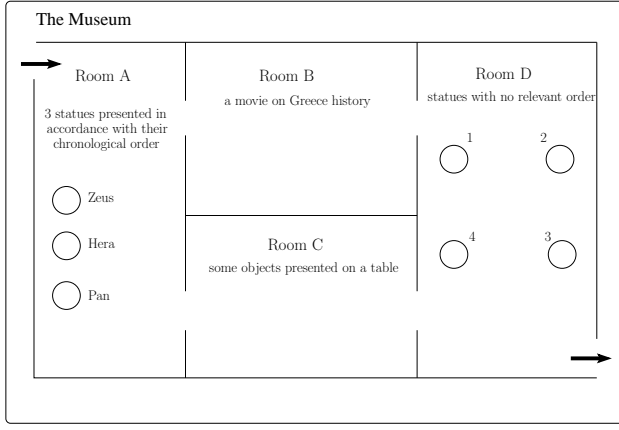 The Museum
Room A
3 statues presented in
accordance with their
chronological order
Zeus
Hera
Pan
Room B
a movie on Greece history
Room C
some objects presented on a table
Room D
statues with no relevant order
1
2
4
3